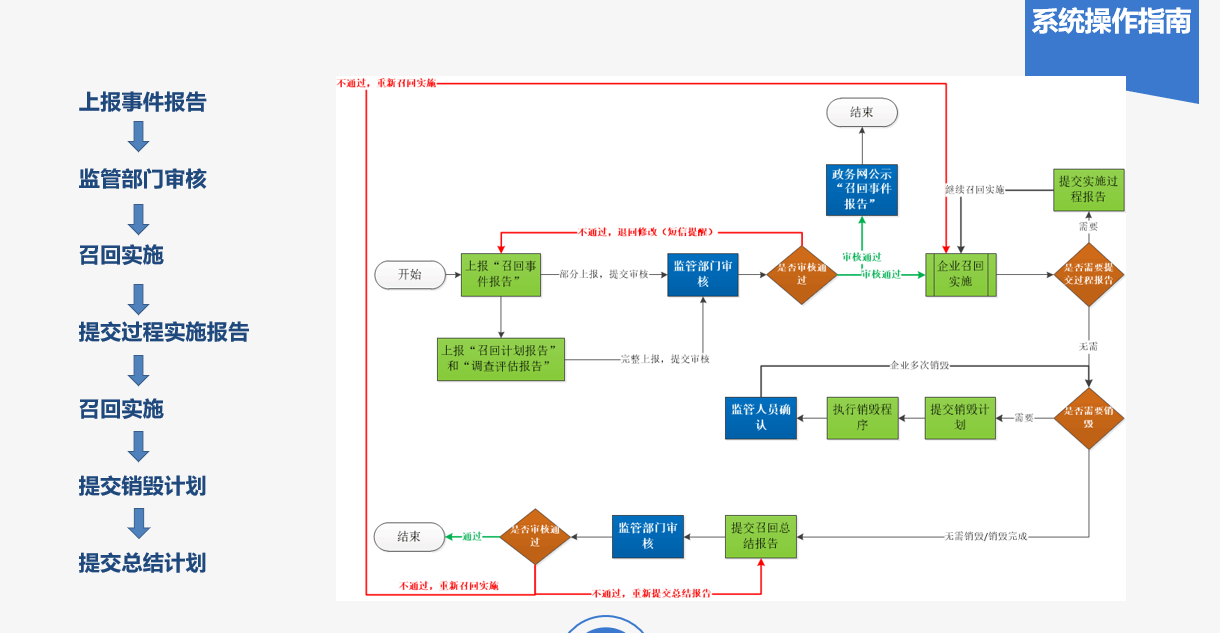 系统操作指南
上报事件报告
监管部门审核
召回实施
提交过程实施报告
召回实施
提交销毁计划
提交总结计划
不通过，重新召回实施
结束
政务网公示
“召回事件
报告”
继续召回实施
提交实施过
程报告
需要
不通过，退回修改（短信提醒）
审核通过
开始
上报“召回事
件报告”
部分上报，提交审核
监管部门审
核
是否审核通
过
审核通过
企业召回
实施
是否需要提
交过程报告
上报“召回计划报告”
和“调查评估报告”
完整上报，提交审核
无需
企业多次销毁
监管人员确
认
执行销毁程
序
提交销毁计
划
需要
是否需要销
毁
结束
通过
是否审核通
过
监管部门审
核
提交召回总
结报告
无需销毁/销毁完成
不通过，重新召回实施
不通过，重新提交总结报告